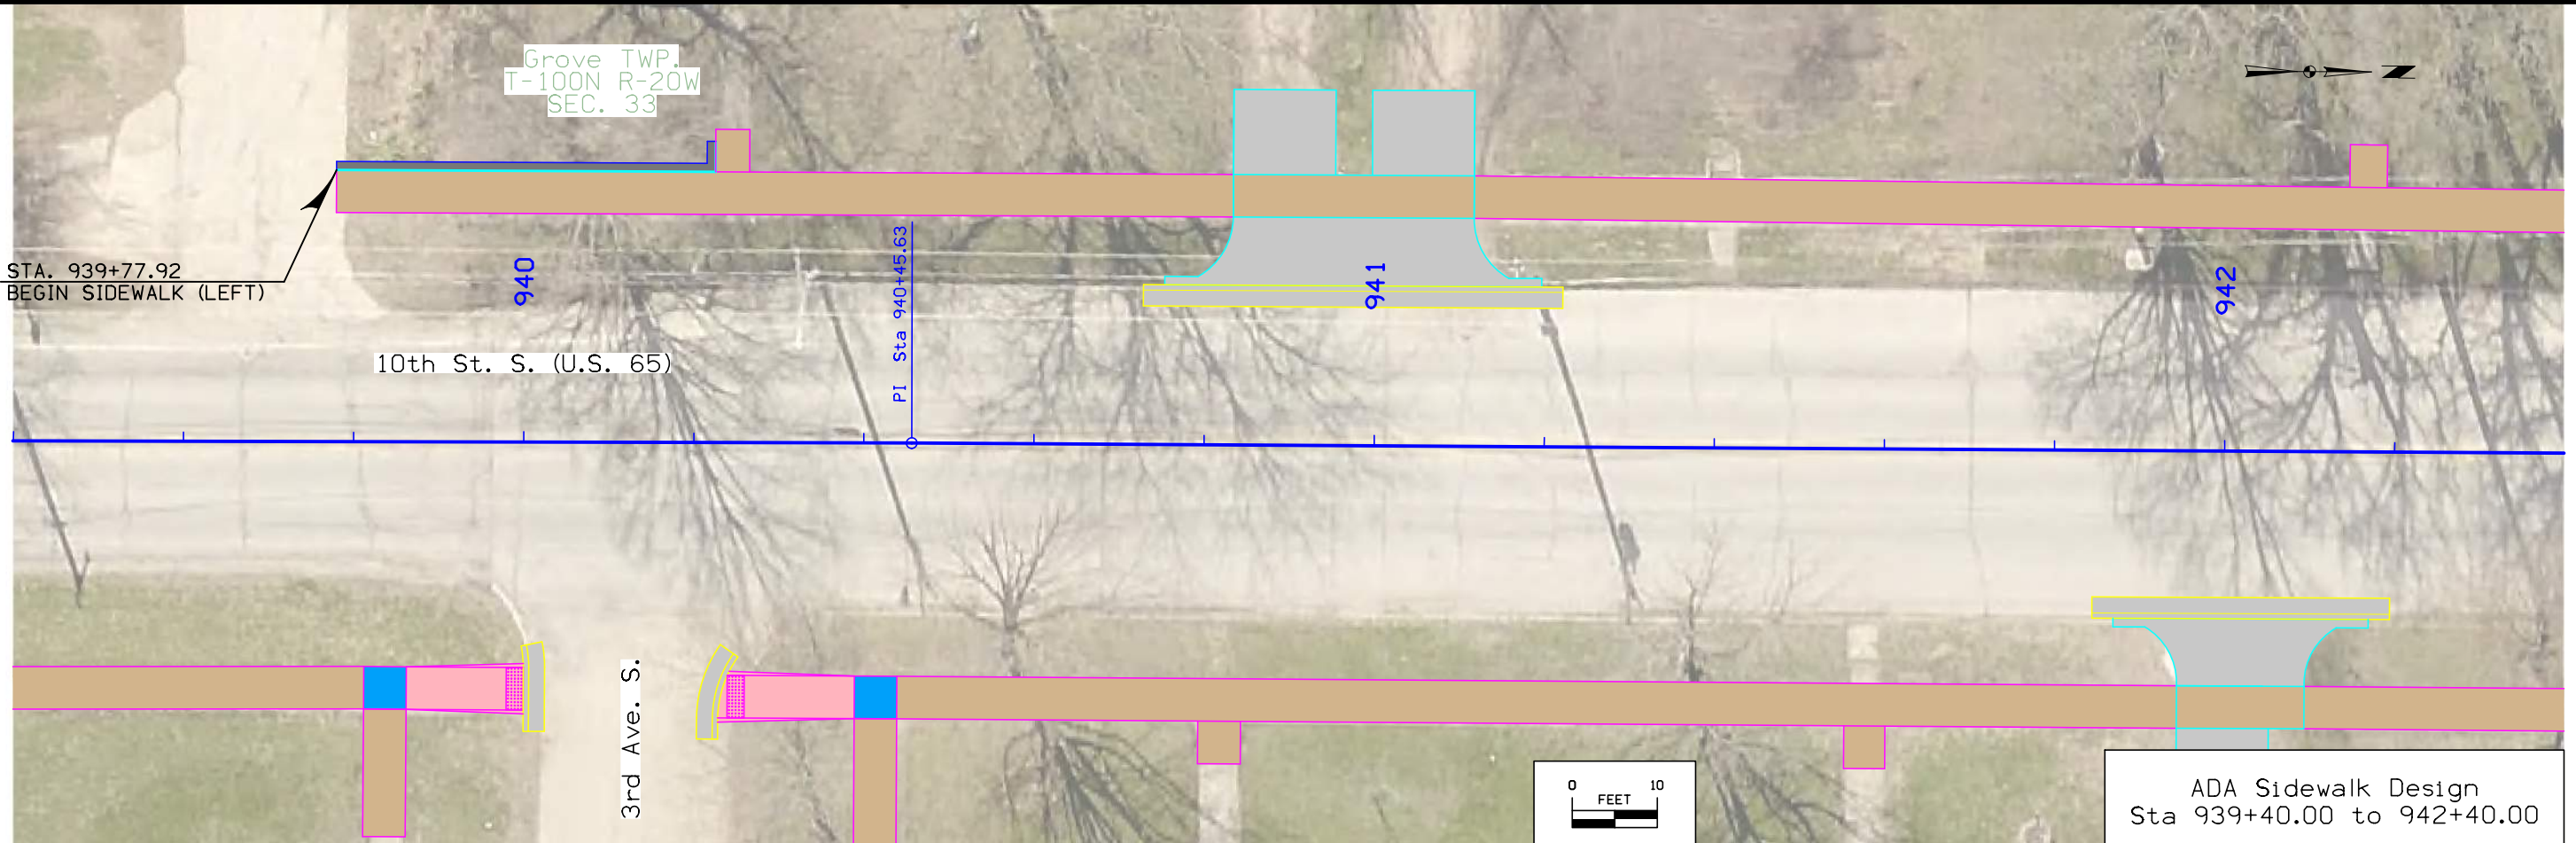 Grove TWP.
T-100N R-20W
SEC. 33
STA. 939+77.92
BEGIN SIDEWALK (LEFT)
940
PI Sta 940+45.63
941
942
10th St. S. (U.S. 65)
3rd Ave. S.
0 10
FEET
ADA Sidewalk Design
Sta 939+40.00 to 942+40.00